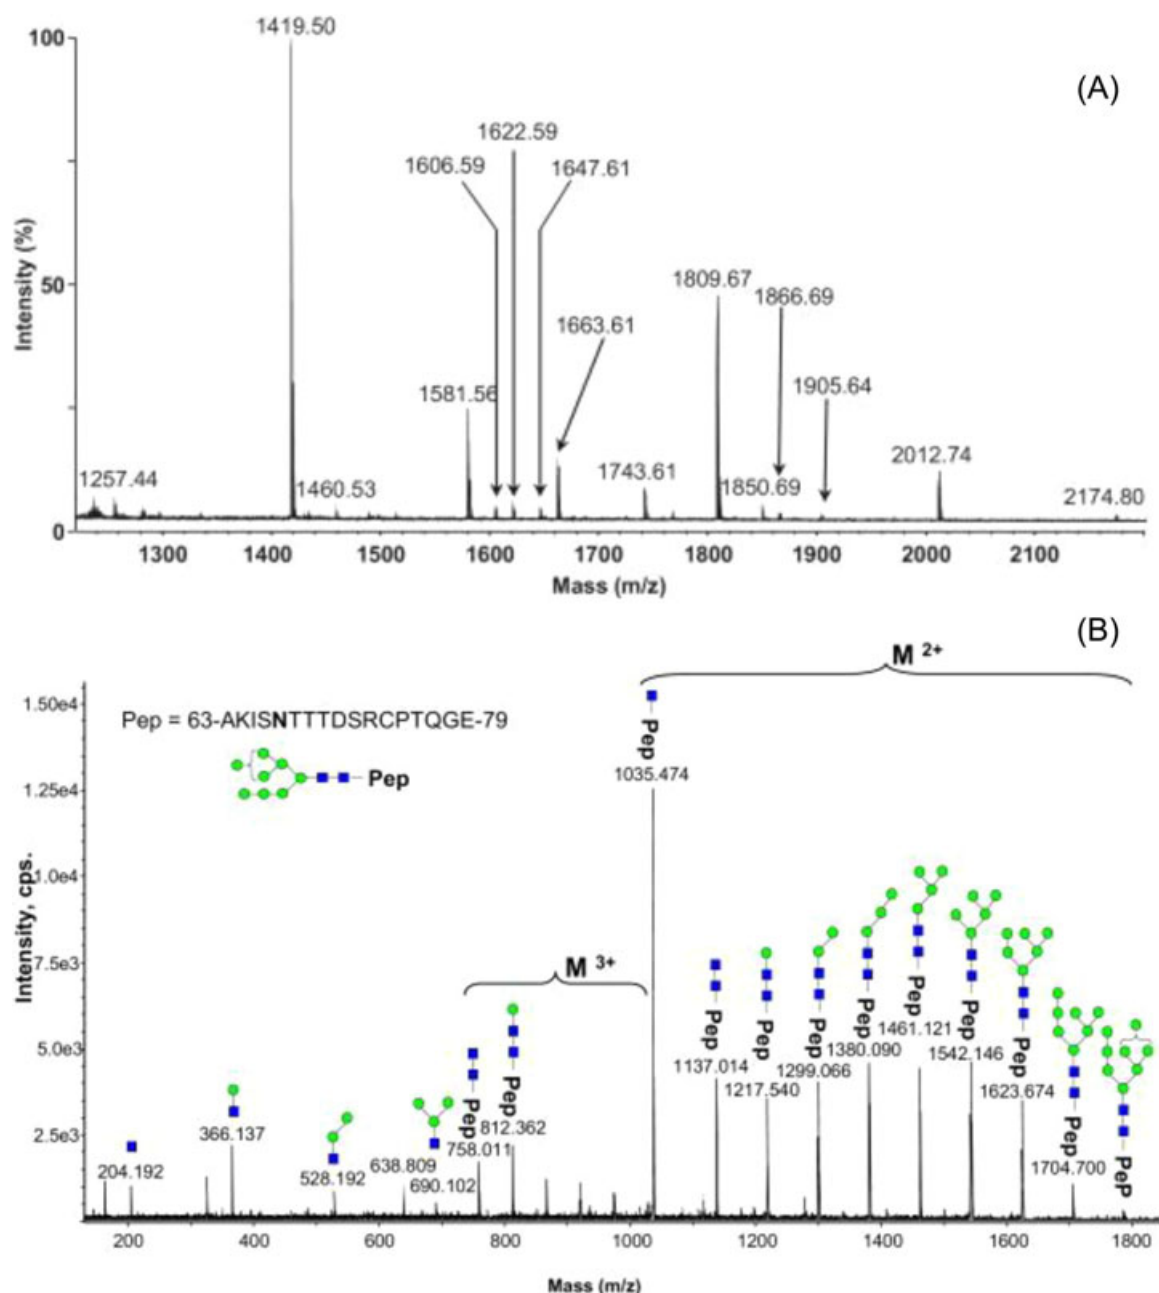 (A)
1419.50
100
1622.59
1606.59
1647.61
Intensity (%)
1809.67
1866.69
50
1663.61
1581.56
1905.64
2012.74
1743.61
1257.44
1460.53
1850.69
2174.80
0
1300 1400 1500 1600 1700 1800 1900 2000 2100
Mass (m/z)
(B)
M 2+
1.50e4
Pep = 63-AKISNTTTDSRCPTQGE-79
Pep
Pep
1035.474
1.25e4
Intensity, cps.
1.0e4
7.5e3
M 3+
Pep
Pep
Pep
Pep
Pep
Pep
Pep
Pep
PeP
Pep
Pep
1461.121
1380.090
1542.146
1137.014
1299.066
1623.674
1217.540
5.0e3
812.362
366.137
758.011
638.809
1704.700
2.5e3
204.192
528.192
690.102
200 400 600 800 1000 1200 1400 1600 1800
Mass (m/z)